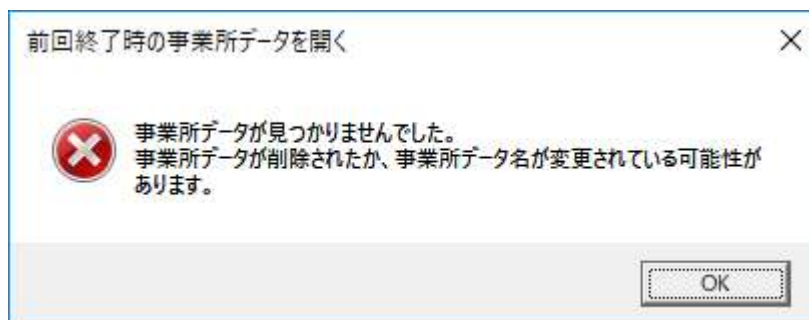 前回終了時の事業所データを開く
事業所データが見つかりませんでした。
事業所データが削除されたか、事業所データ名が変更されている可能性が
あります。
OK